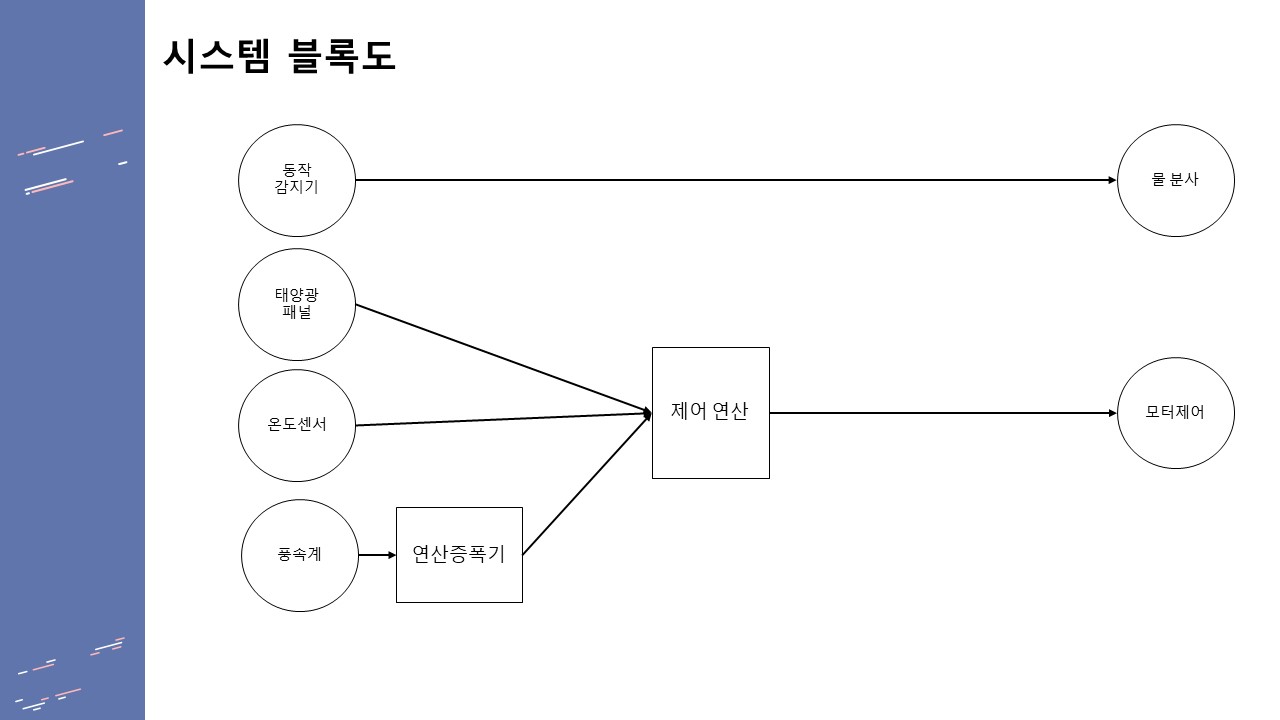 시스템 블록도
동작
감지기
물 분사
태양광
패널
온도센서
제어 연산
모터제어
풍속계
연산증폭기